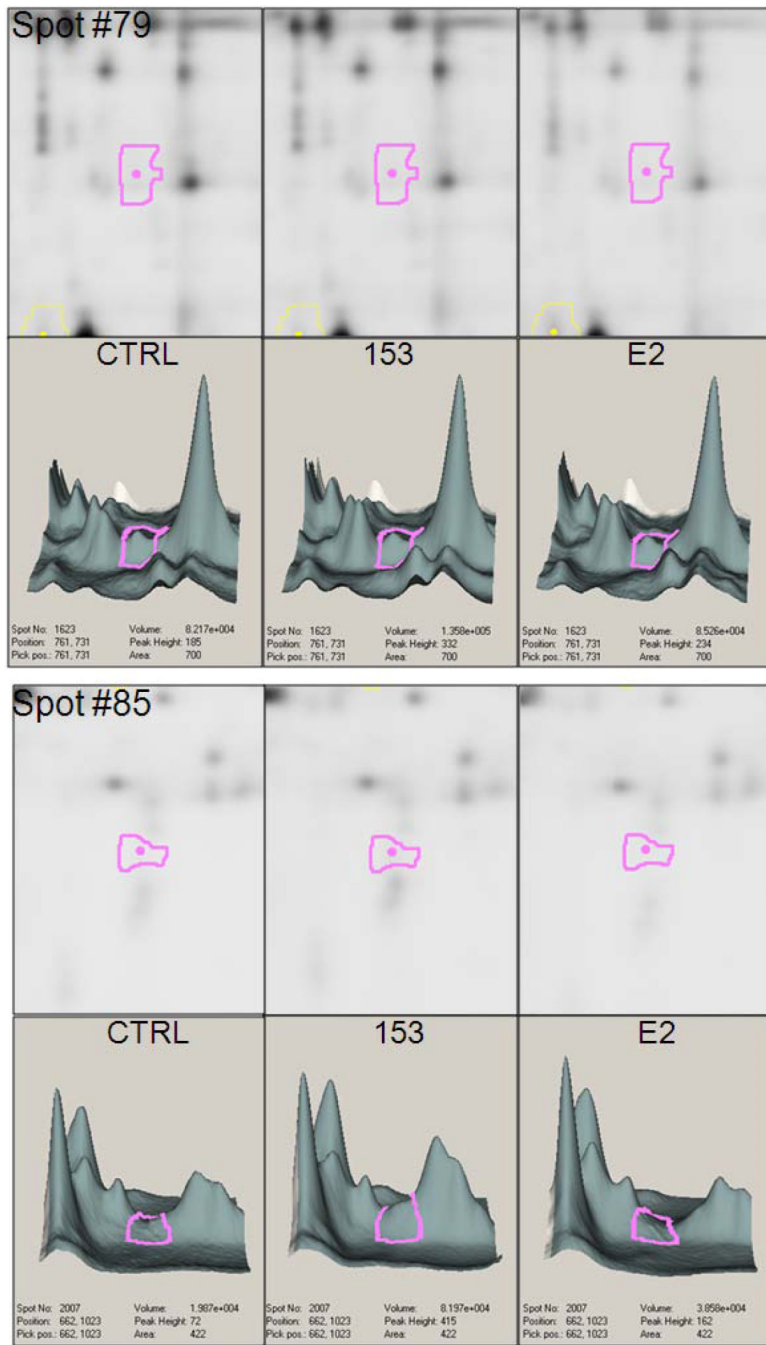 Spot #79
CTRL 153 E2
Spot No: 1623 Volume: 8.217e+004 Spot No: 1623 Volume: 1.358e+005 Spot No: 1623 Volume: 8.526e+004
Position: 761, 731 Peak Height: 185 Position: 761, 731 Peak Height: 332 Position: 761, 731 Peak Height: 234
Pick pos.: 761, 731 Area: 700 Pick pos.: 761, 731 Area: 700 Pick pos.: 761, 731 Area: 700
Spot #85
CTRL 153 E2
Spot No: 2007 Volume: 1.987e+004 Spot No: 2007 Volume: 8.197e+004 Spot No: 2007 Volume: 3.858e+004
Position: 662, 1023 Peak Height: 72 Position: 662, 1023 Peak Height: 415 Position: 662, 1023 Peak Height: 162
Pick pos.: 662, 1023 Area: 422 Pick pos.: 662, 1023 Area: 422 Pick pos.: 662, 1023 Area: 422